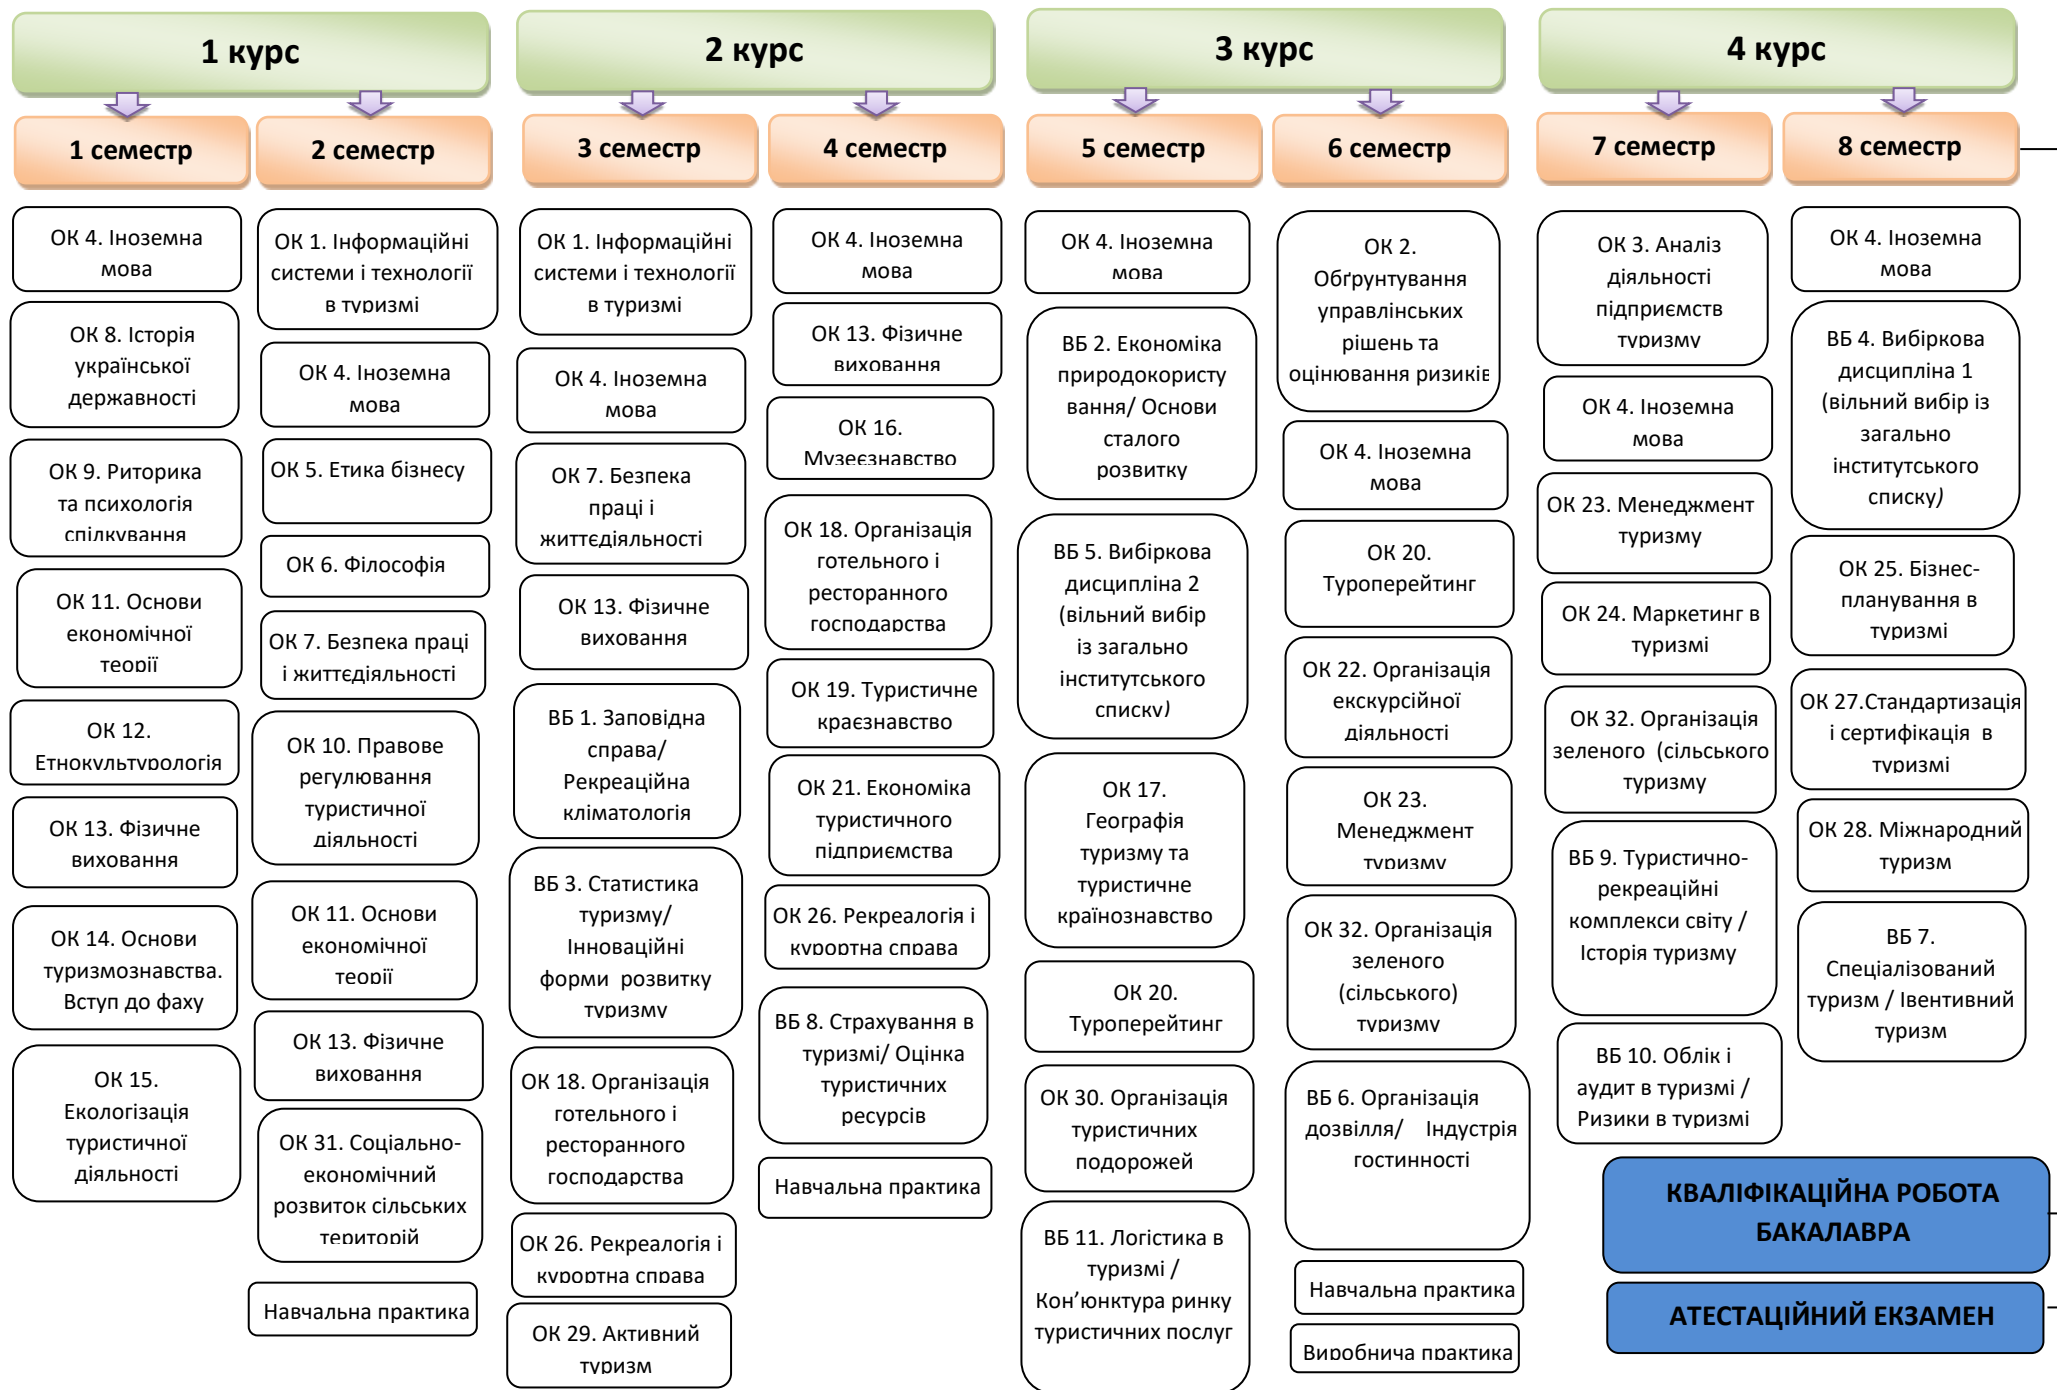 1 курс
2 курс
3 курс
4 курс
1 семестр
2 семестр
3 семестр
4 семестр
5 семестр
6 семестр
7 семестр
8 семестр
ОК 4. Іноземна
мова
ОК 8. Історія
української
державності
ОК 9. Риторика
та психологія
спілкування
ОК 11. Основи
економічної
теорії
ОК 12.
Етнокультурологія
ОК 13. Фізичне
виховання
ОК 14. Основи
туризмознавства.
Вступ до фаху
ОК 15.
Екологізація
туристичної
діяльності
ОК 1. Інформаційні
системи і технології
в туризмі
ОК 4. Іноземна
мова
ОК 5. Етика бізнесу
ОК 6. Філософія
ОК 7. Безпека праці
і життєдіяльності
ОК 10. Правове
регулювання
туристичної
діяльності
ОК 11. Основи
економічної
теорії
ОК 13. Фізичне
виховання
ОК 31. Соціально-
економічний
розвиток сільських
територій
Навчальна практика
ОК 1. Інформаційні
системи і технології
в туризмі
ОК 4. Іноземна
мова
ОК 7. Безпека
праці і
життєдіяльності
ОК 13. Фізичне
виховання
ВБ 1. Заповідна
справа/
Рекреаційна
кліматологія
ВБ 3. Статистика
туризму/
Інноваційні
форми розвитку
туризму
ОК 18. Організація
готельного і
ресторанного
господарства
ОК 26. Рекреалогія і
курортна справа
ОК 29. Активний
туризм
ОК 4. Іноземна
мова
ОК 13. Фізичне
виховання
ОК 16.
Музеєзнавство
ОК 18. Організація
готельного і
ресторанного
господарства
ОК 19. Туристичне
краєзнавство
ОК 21. Економіка
туристичного
підприємства
ОК 26. Рекреалогія і
курортна справа
ВБ 8. Страхування в
туризмі/ Оцінка
туристичних
ресурсів
Навчальна практика
ОК 4. Іноземна
мова
ВБ 2. Економіка
природокористу
вання/ Основи
сталого
розвитку
ВБ 5. Вибіркова
дисципліна 2
(вільний вибір
із загально
інститутського
списку)
ОК 17.
Географія
туризму та
туристичне
країнознавство
ОК 20.
Туроперейтинг
ОК 30. Організація
туристичних
подорожей
ВБ 11. Логістика в
туризмі /
Кон’юнктура ринку
туристичних послуг
ОК 2.
Обґрунтування
управлінських
рішень та
оцінювання ризиків
ОК 4. Іноземна
мова
ОК 20.
Туроперейтинг
ОК 22. Організація
екскурсійної
діяльності
ОК 23.
Менеджмент
туризму
ОК 32. Організація
зеленого
(сільського)
туризму
ВБ 6. Організація
дозвілля/ Індустрія
гостинності
Навчальна практика
Виробнича практика
ОК 3. Аналіз
діяльності
підприємств
туризму
ОК 4. Іноземна
мова
ОК 23. Менеджмент
туризму
ОК 24. Маркетинг в
туризмі
ОК 32. Організація
зеленого (сільського
туризму
ВБ 9. Туристично-
рекреаційні
комплекси світу /
Історія туризму
ВБ 10. Облік і
аудит в туризмі /
Ризики в туризмі
ОК 4. Іноземна
мова
ВБ 4. Вибіркова
дисципліна 1
(вільний вибір із
загально
інститутського
списку)
ОК 25. Бізнес-
планування в
туризмі
ОК 27.Стандартизація
і сертифікація в
туризмі
ОК 28. Міжнародний
туризм
ВБ 7.
Спеціалізований
туризм / Івентивний
туризм
КВАЛІФІКАЦІЙНА РОБОТА
БАКАЛАВРА
АТЕСТАЦІЙНИЙ ЕКЗАМЕН